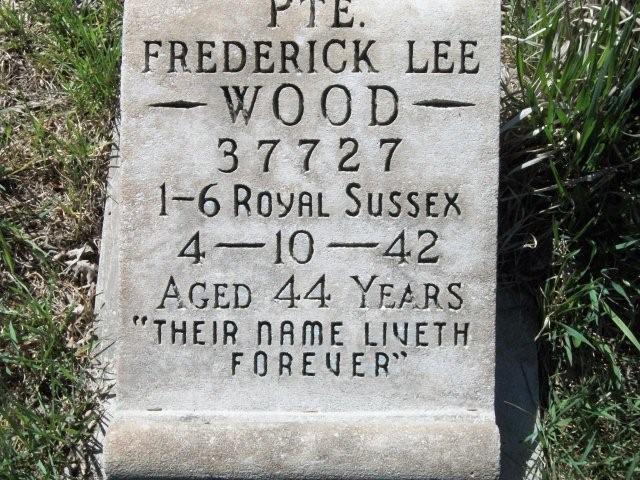 PTE.
FREDERICK LEE
WOOD
37727
1-6 ROYAL SUSSEX
4-10-42
AGED 44 YEARS
"THEIR NAME LIVETH
FOREVER"